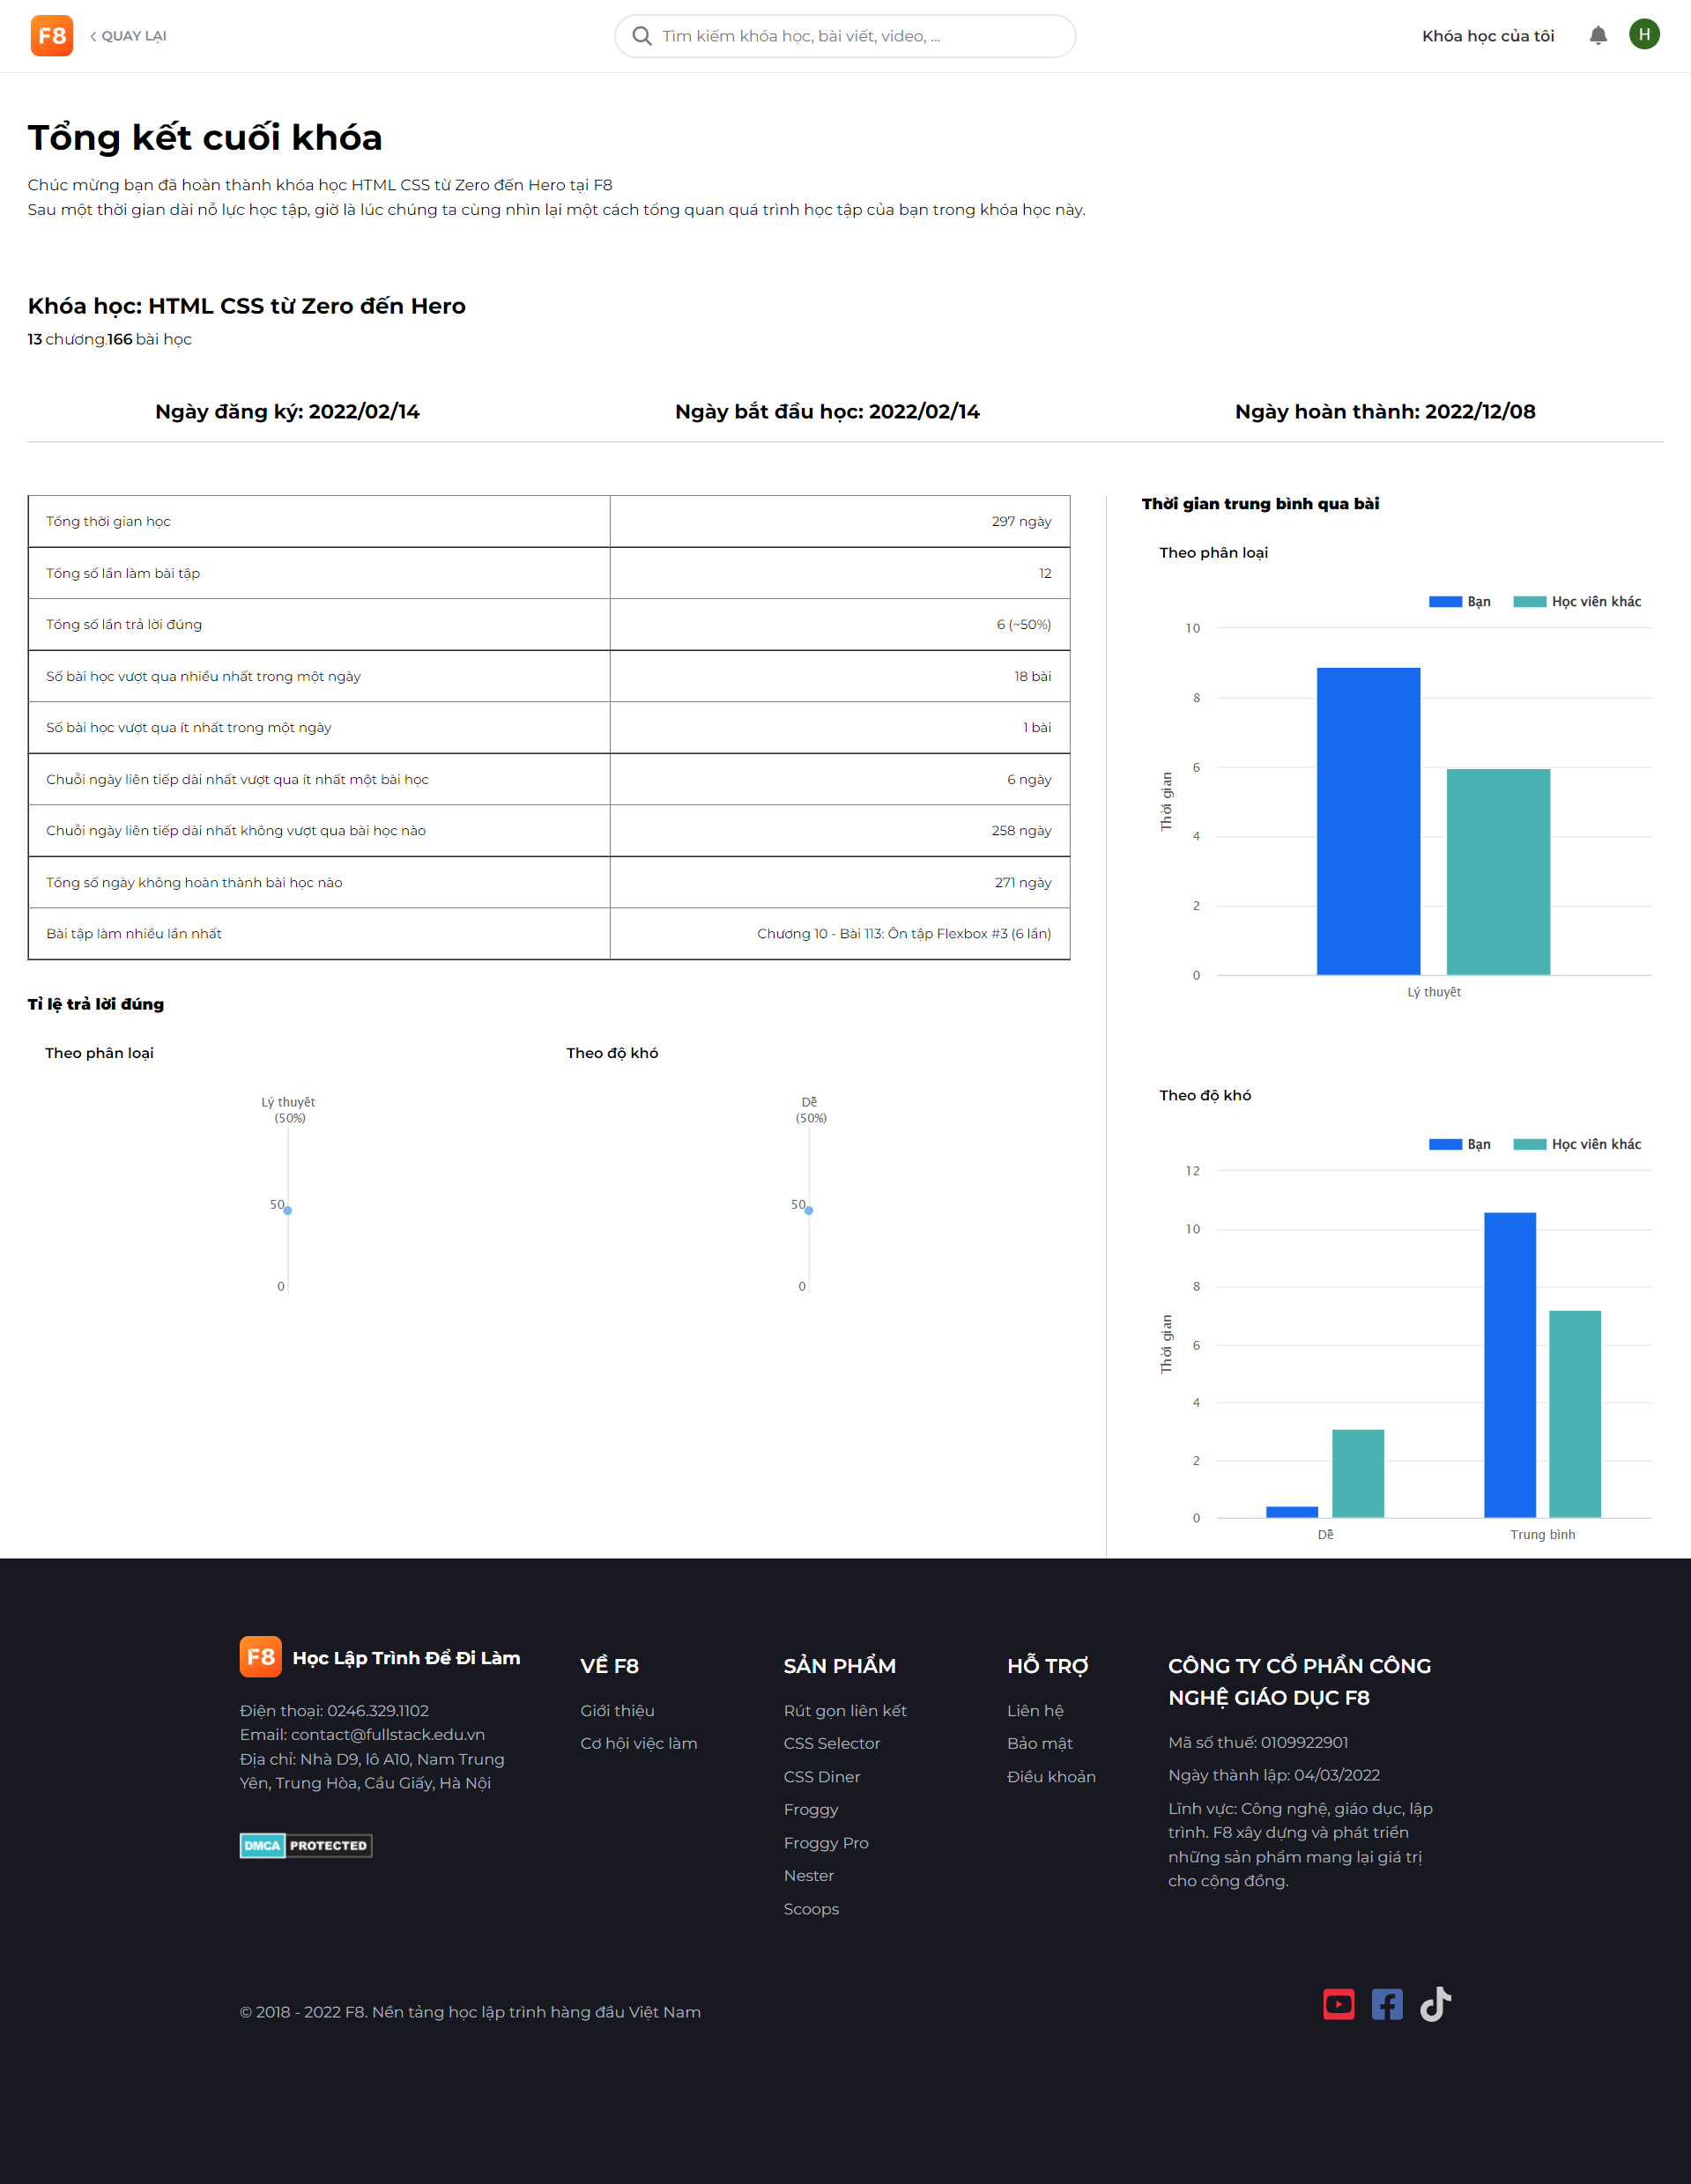 F8
QUAY LẠI
Tìm kiếm khóa học, bài viết, video, ...
Khóa học của tôi
H
Tổng kết cuối khóa
Chúc mừng bạn đã hoàn thành khóa học HTML CSS từ Zero đến Hero tại F8
Sau một thời gian dài nỗ lực học tập, giờ là lúc chúng ta cùng nhìn lại một cách tổng quan quá trình học tập của bạn trong khóa học này.
Khóa học: HTML CSS từ Zero đến Hero
13 chương.166 bài học
Ngày đăng ký: 2022/02/14
Ngày bắt đầu học: 2022/02/14
Ngày hoàn thành: 2022/12/08
Tổng thời gian học 297 ngày
Tổng số lần làm bài tập 12
Tổng số lần trả lời đúng 6 (~50%)
Số bài học vượt qua nhiều nhất trong một ngày 18 bài
Số bài học vượt qua ít nhất trong một ngày 1 bài
Chuỗi ngày liên tiếp dài nhất vượt qua ít nhất một bài học 6 ngày
Chuỗi ngày liên tiếp dài nhất không vượt qua bài học nào 258 ngày
Tổng số ngày không hoàn thành bài học nào 271 ngày
Bài tập làm nhiều lần nhất Chương 10 - Bài 113: Ôn tập Flexbox #3 (6 lần)
Tỉ lệ trả lời đúng
Theo phân loại
Lý thuyết
(50%)
50
0
Theo độ khó
Dễ
(50%)
50
0
Thời gian trung bình qua bài
Theo phân loại
Bạn Học viên khác
10
8
6
4
2
0
Thời gian
Lý thuyết
Theo độ khó
Bạn Học viên khác
12
10
8
6
4
2
0
Thời gian
Dễ Trung bình
F8 Học Lập Trình Để Đi Làm
Điện thoại: 0246.329.1102
Email: contact@fullstack.edu.vn
Địa chỉ: Nhà D9, lô A10, Nam Trung
Yên, Trung Hòa, Cầu Giấy, Hà Nội
DMCA PROTECTED
VỀ F8
Giới thiệu
Cơ hội việc làm
SẢN PHẨM
Rút gọn liên kết
CSS Selector
CSS Diner
Froggy
Froggy Pro
Nester
Scoops
HỖ TRỢ
Liên hệ
Bảo mật
Điều khoản
CÔNG TY CỔ PHẦN CÔNG
NGHỆ GIÁO DỤC F8
Mã số thuế: 0109922901
Ngày thành lập: 04/03/2022
Lĩnh vực: Công nghệ, giáo dục, lập
trình. F8 xây dựng và phát triển
những sản phẩm mang lại giá trị
cho cộng đồng.
© 2018 - 2022 F8. Nền tảng học lập trình hàng đầu Việt Nam